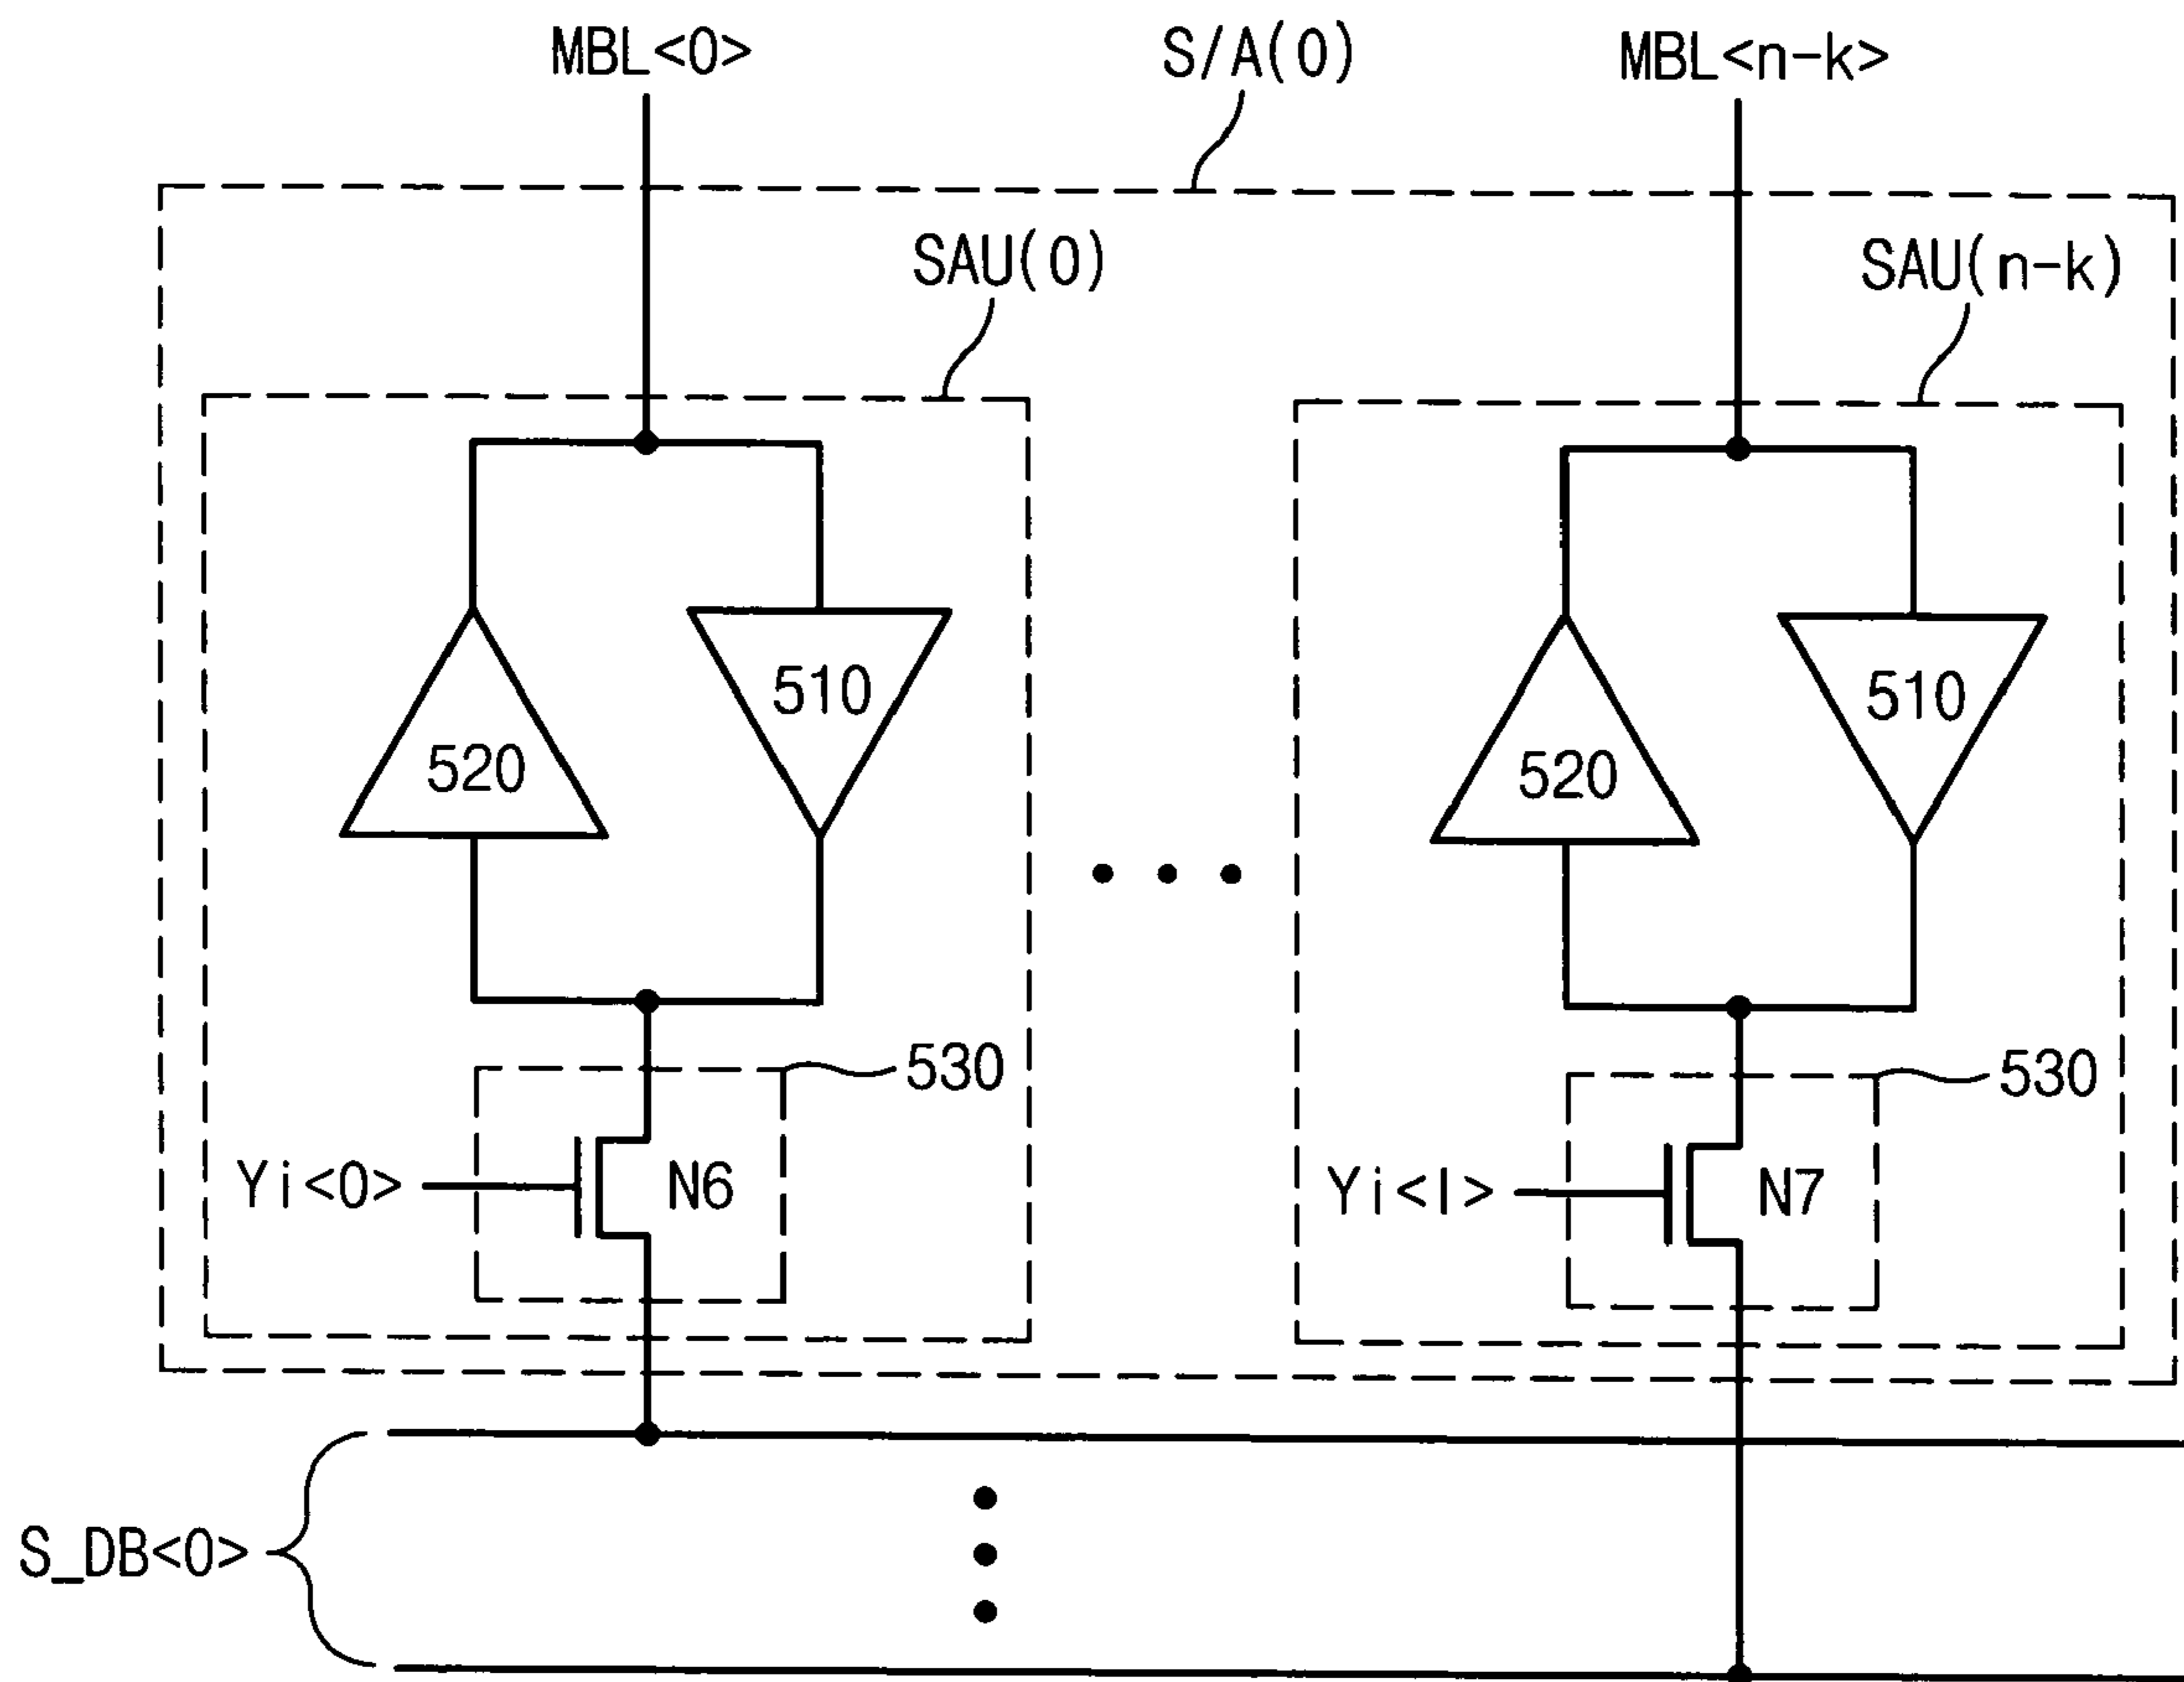 MBL<0>
S/A(0)
MBL<n-k>
SAU(0)
SAU(n-k)
510
510
520
520
530
530
Yi<0>
N6
Yi<l>
N7
S_DB<0>